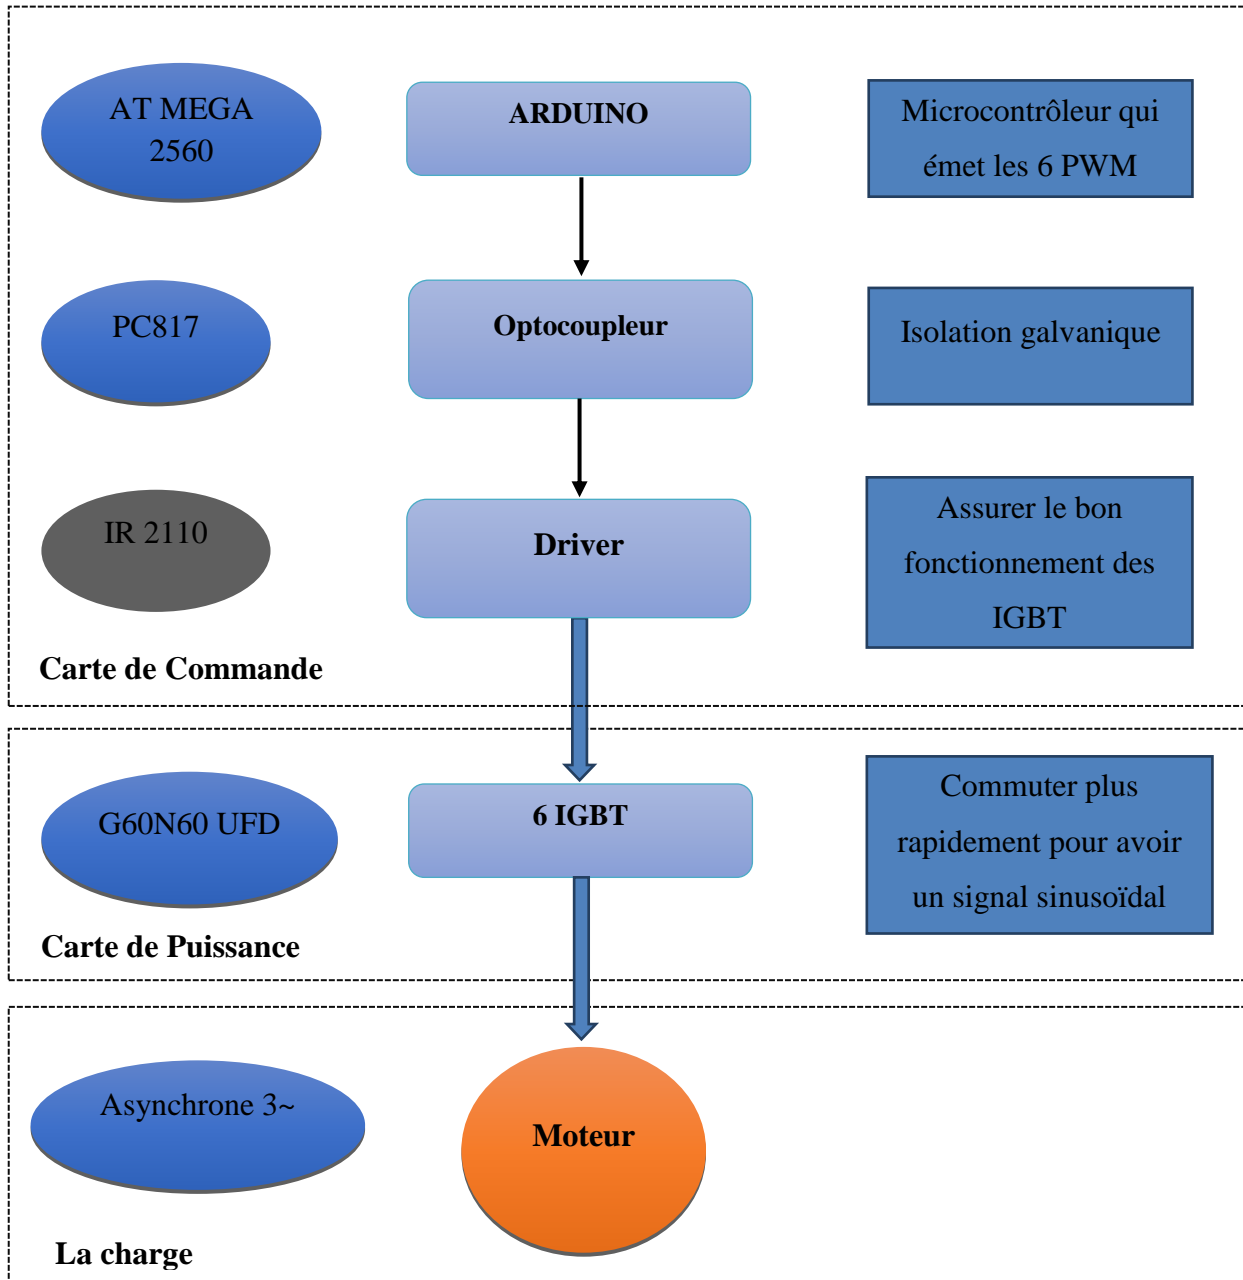 AT MEGA
2560
ARDUINO
Microcontrôleur qui
émet les 6 PWM
PC817
Optocoupleur
Isolation galvanique
IR 2110
Driver
Assurer le bon
fonctionnement des
IGBT
Carte de Commande
G60N60 UFD
6 IGBT
Commuter plus
rapidement pour avoir
un signal sinusoïdal
Carte de Puissance
Asynchrone 3~
Moteur
La charge